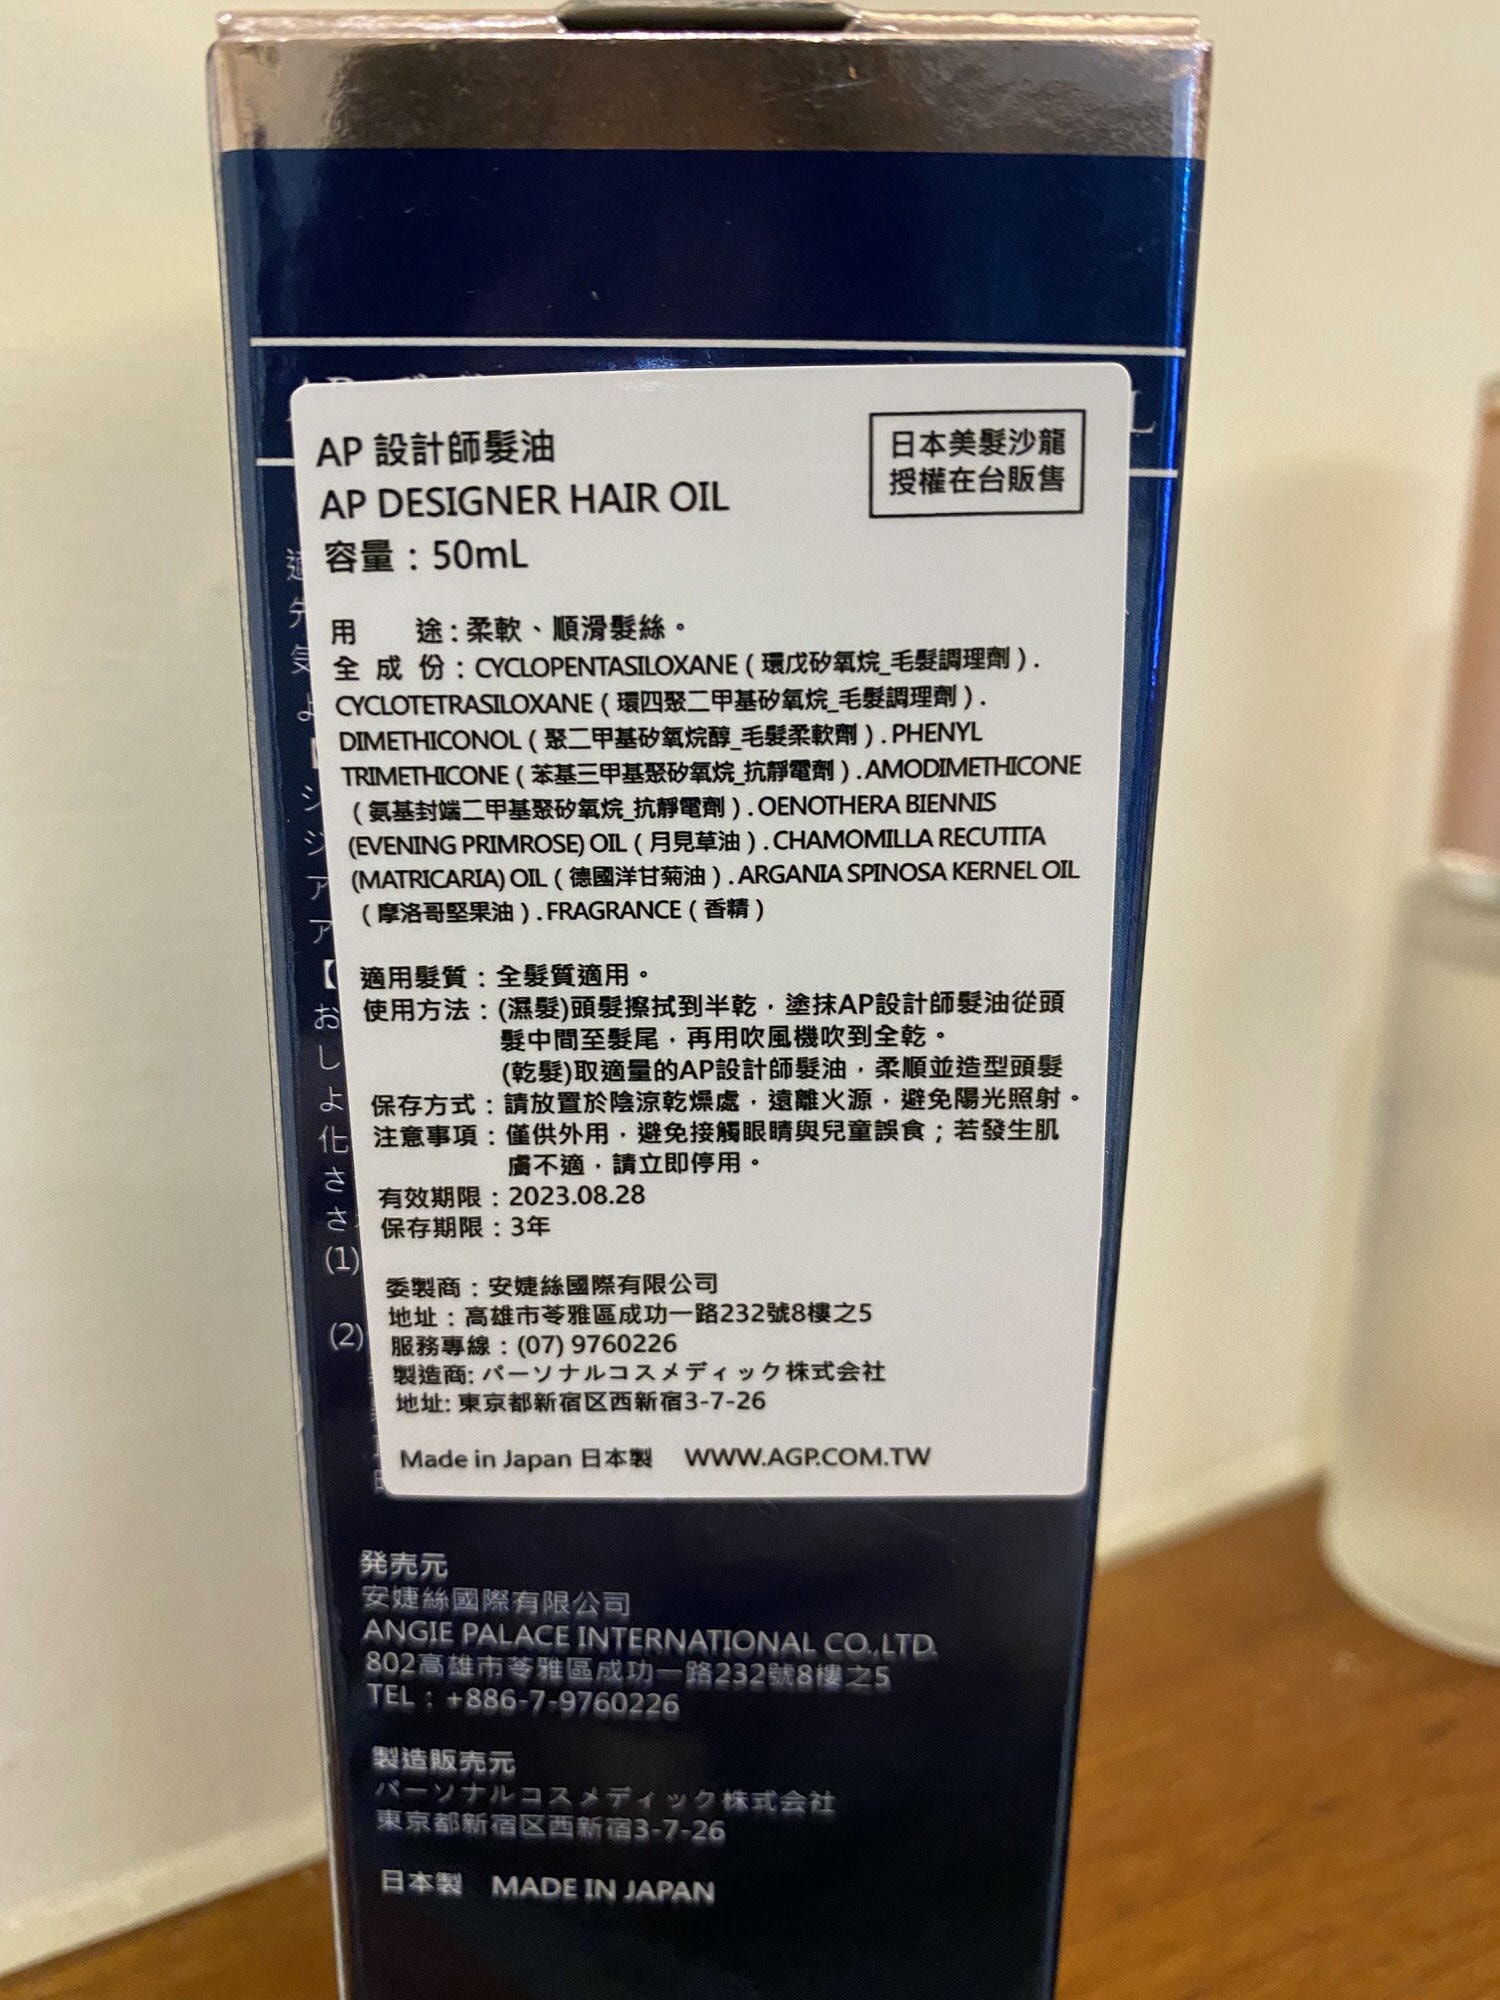 AP 設計師髮油
日本美髮沙龍
授權在台販售
AP DESIGNER HAIR OIL
容量：50mL
用　　途：柔軟、順滑髮絲。
全 成 份：CYCLOPENTASILOXANE（環戊矽氧烷_毛髮調理劑）.
CYCLOTETRASILOXANE（環四聚二甲基矽氧烷_毛髮調理劑）.
DIMETHICONOL（聚二甲基矽氧烷醇_毛髮柔軟劑）. PHENYL
TRIMETHICONE（苯基三甲基聚矽氧烷_抗靜電劑）. AMODIMETHICONE
（氨基封端二甲基聚矽氧烷_抗靜電劑）. OENOTHERA BIENNIS
(EVENING PRIMROSE) OIL（月見草油）. CHAMOMILLA RECUTITA
(MATRICARIA) OIL（德國洋甘菊油）. ARGANIA SPINOSA KERNEL OIL
（摩洛哥堅果油）. FRAGRANCE（香精）
適用髮質：全髮質適用。
使用方法：(濕髮)頭髮擦拭到半乾，塗抹AP設計師髮油從頭
髮中間至髮尾，再用吹風機吹到全乾。
(乾髮)取適量的AP設計師髮油，柔順並造型頭髮
保存方式：請放置於陰涼乾燥處，遠離火源，避免陽光照射。
注意事項：僅供外用，避免接觸眼睛與兒童誤食；若發生肌
膚不適，請立即停用。
有效期限：2023.08.28
保存期限：3年
委製商：安婕絲國際有限公司
地址：高雄市苓雅區成功一路232號8樓之5
服務專線：(07) 9760226
製造商: パーソナルコスメディック株式会社
地址: 東京都新宿区西新宿3-7-26
Made in Japan 日本製　WWW.AGP.COM.TW
気
よ
シ
ジ
ア
ア
【
お
し
よ
化
さ
さ
(1)
(2)
発売元
安婕絲國際有限公司
ANGIE PALACE INTERNATIONAL CO.,LTD.
802高雄市苓雅區成功一路232號8樓之5
TEL：+886-7-9760226
製造販売元
パーソナルコスメディック株式会社
東京都新宿区西新宿3-7-26
日本製　MADE IN JAPAN